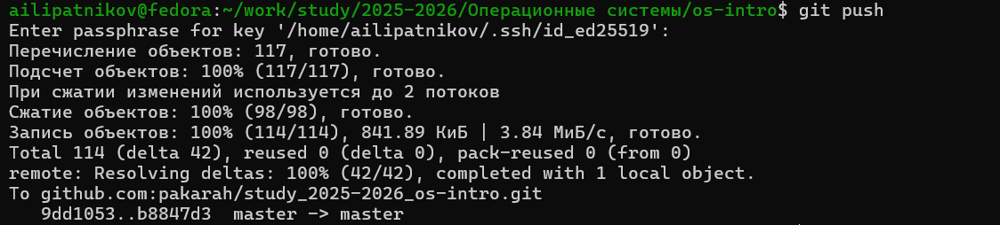 ailipatnikov@fedora:~/work/study/2025-2026/Операционные системы/os-intro$ git push
Enter passphrase for key '/home/ailipatnikov/.ssh/id_ed25519':
Перечисление объектов: 117, готово.
Подсчет объектов: 100% (117/117), готово.
При сжатии изменений используется до 2 потоков
Сжатие объектов: 100% (98/98), готово.
Запись объектов: 100% (114/114), 841.89 КиБ | 3.84 МиБ/с, готово.
Total 114 (delta 42), reused 0 (delta 0), pack-reused 0 (from 0)
remote: Resolving deltas: 100% (42/42), completed with 1 local object.
To github.com:pakarah/study_2025-2026_os-intro.git
   9dd1053..b8847d3  master -> master